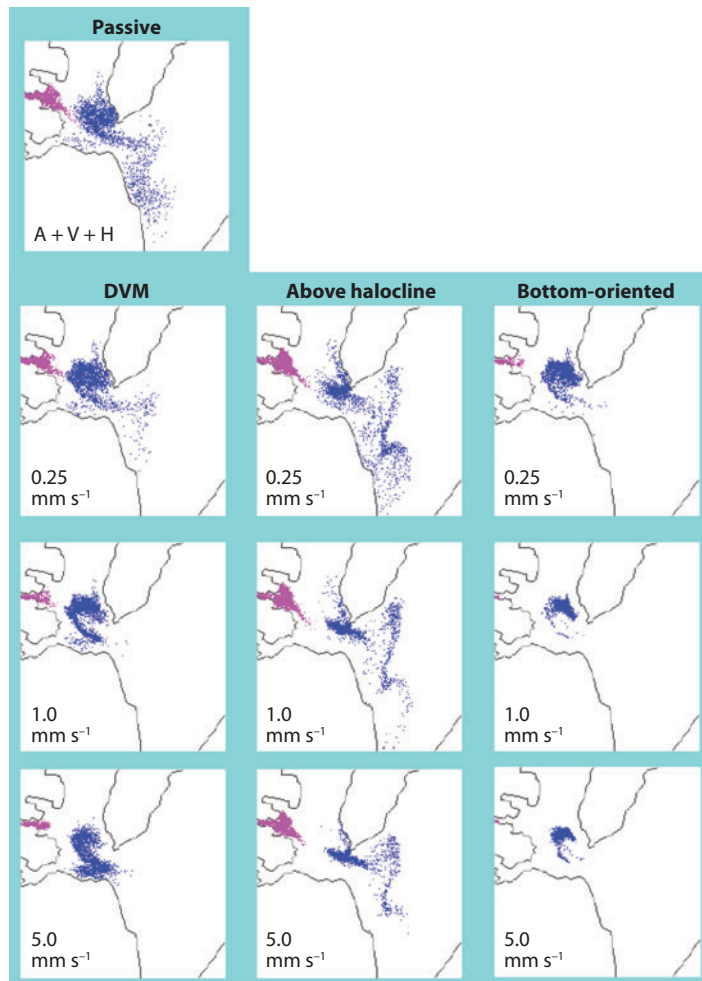 Passive
A + V + H
DVM
Above halocline
Bottom-oriented
0.25
mm s⁻¹
0.25
mm s⁻¹
0.25
mm s⁻¹
1.0
mm s⁻¹
1.0
mm s⁻¹
1.0
mm s⁻¹
5.0
mm s⁻¹
5.0
mm s⁻¹
5.0
mm s⁻¹